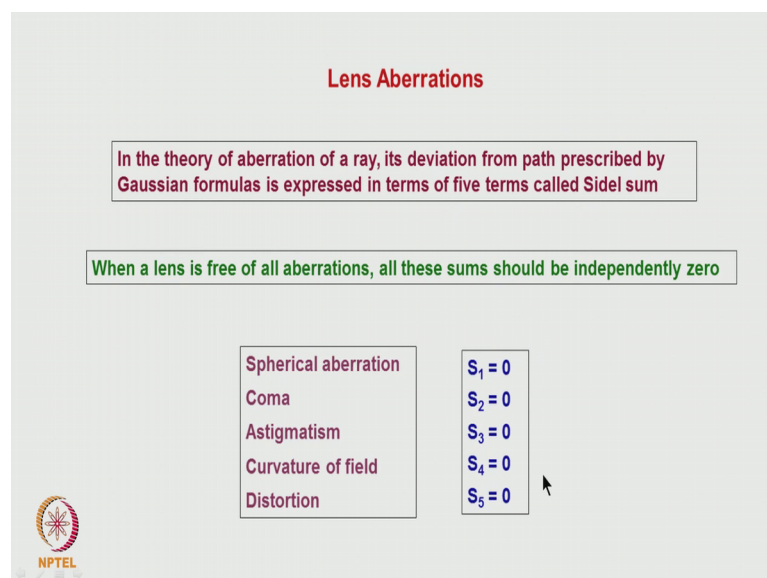 Lens Aberrations
In the theory of aberration of a ray, its deviation from path prescribed by
Gaussian formulas is expressed in terms of five terms called Sidel sum
When a lens is free of all aberrations, all these sums should be independently zero
Spherical aberration S₁ = 0
Coma S₂ = 0
Astigmatism S₃ = 0
Curvature of field S₄ = 0
Distortion S₅ = 0
NPTEL